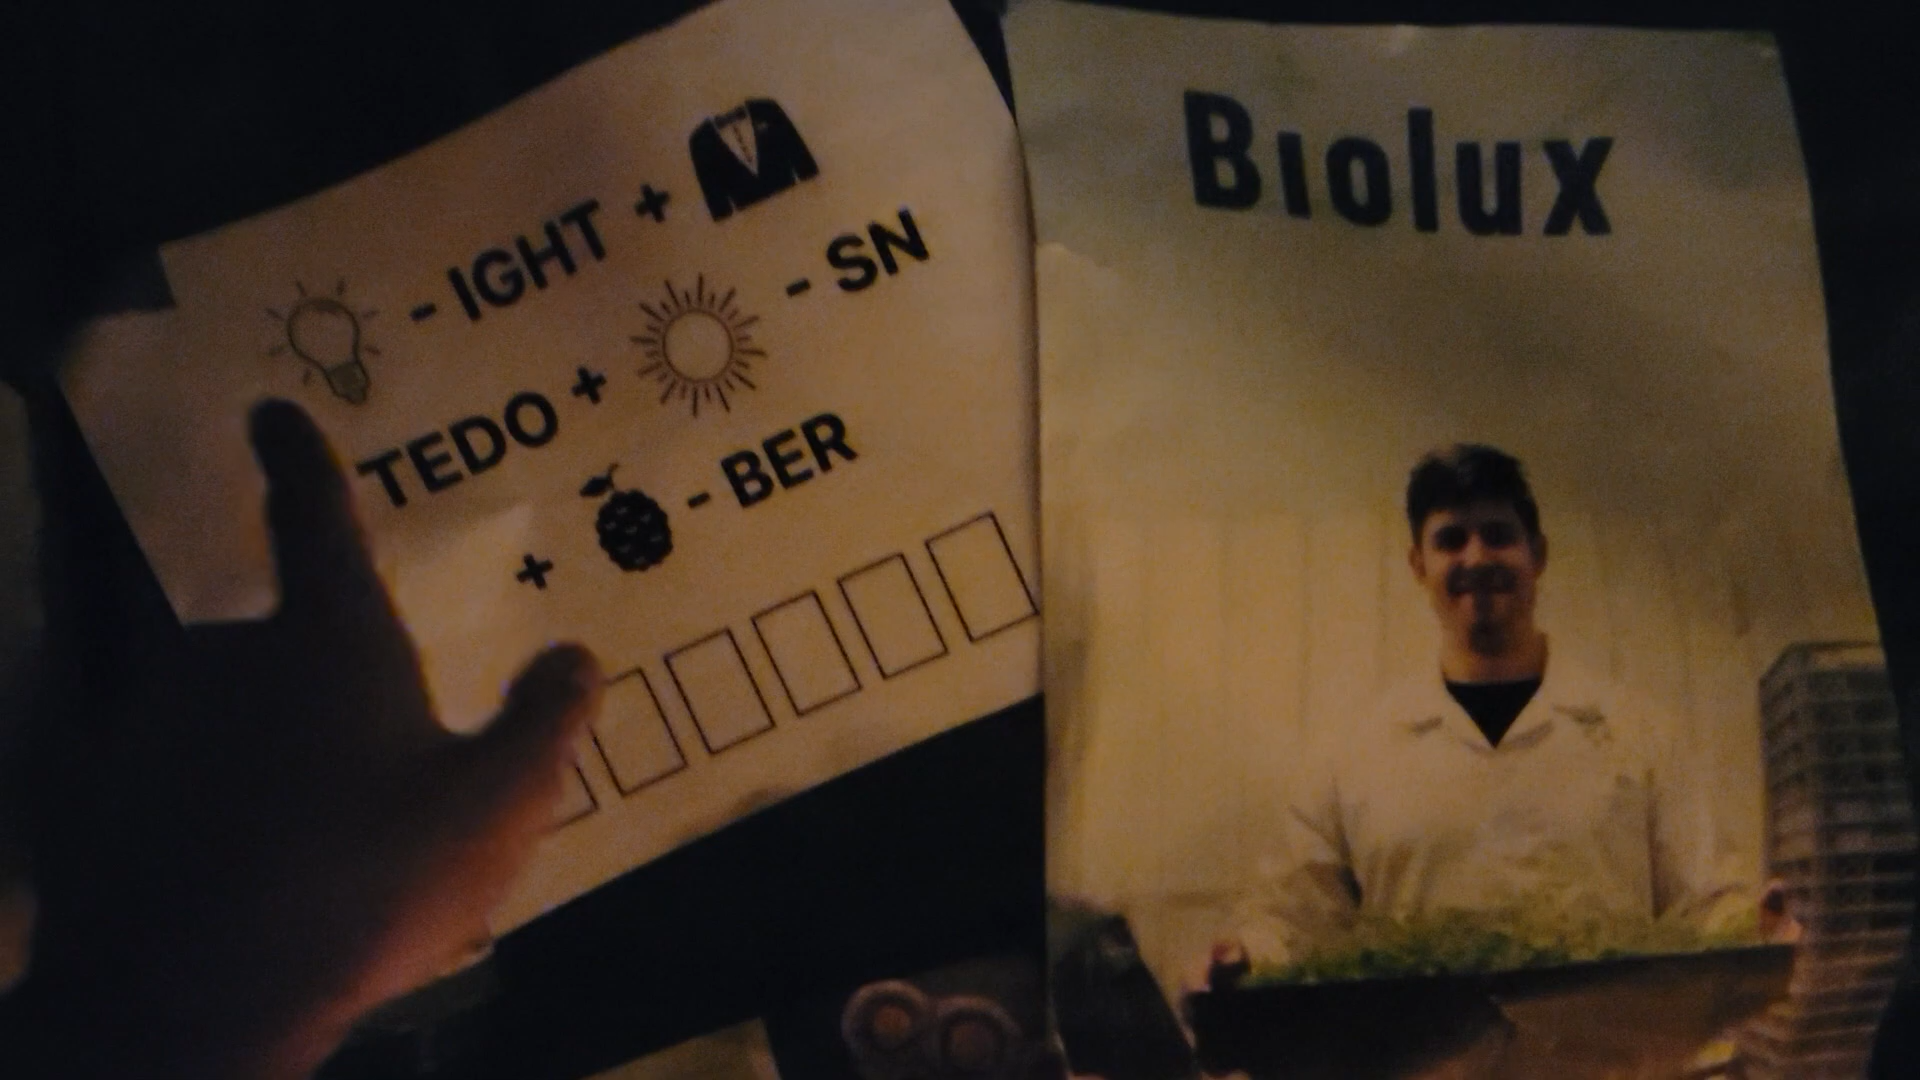 - IGHT +
TEDO + - SN
+ - BER
Biolux